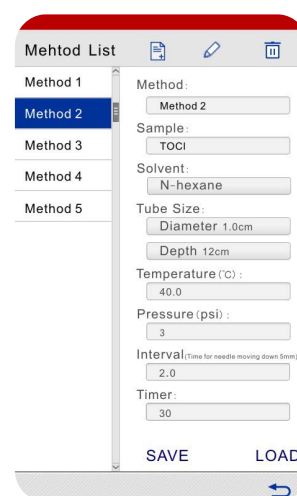 Mehtod List
Method 1
Method 2
Method 3
Method 4
Method 5
Method:
Method 2
Sample:
TOCI
Solvent:
N-hexane
Tube Size:
Diameter 1.0cm
Depth 12cm
Temperature(℃) :
40.0
Pressure(psi) :
3
Interval(Time for needle moving down 5mm)
2.0
Timer:
30
SAVE LOAD